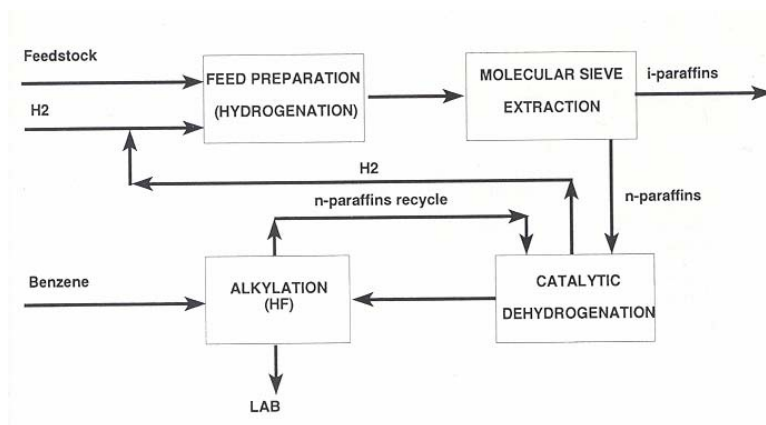 Feedstock
FEED PREPARATION
(HYDROGENATION)
MOLECULAR SIEVE
EXTRACTION
i-paraffins
H2
H2
n-paraffins recycle
n-paraffins
Benzene
ALKYLATION
(HF)
CATALYTIC
DEHYDROGENATION
LAB